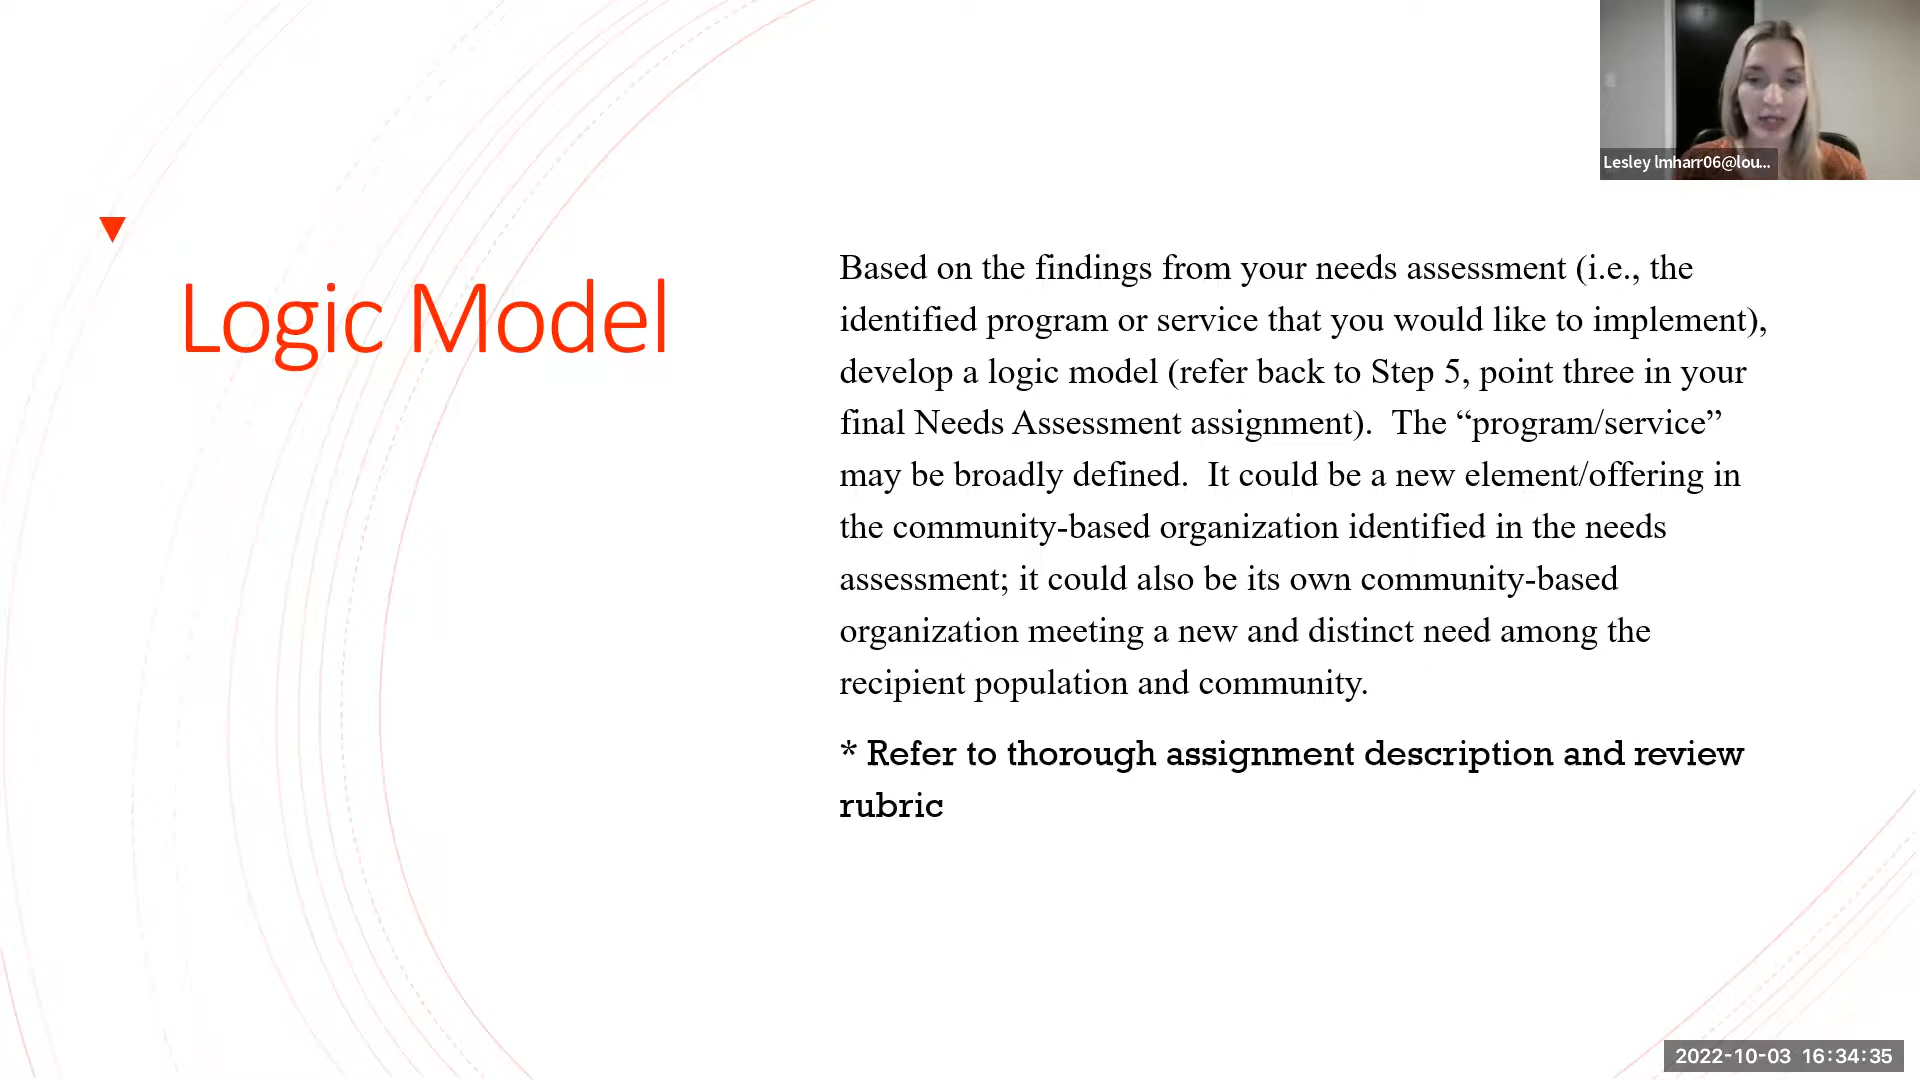 Lesley lmharr06@lou...
Logic Model
Based on the findings from your needs assessment (i.e., the
identified program or service that you would like to implement),
develop a logic model (refer back to Step 5, point three in your
final Needs Assessment assignment).  The “program/service”
may be broadly defined.  It could be a new element/offering in
the community-based organization identified in the needs
assessment; it could also be its own community-based
organization meeting a new and distinct need among the
recipient population and community.
* Refer to thorough assignment description and review
rubric
2022-10-03 16:34:35